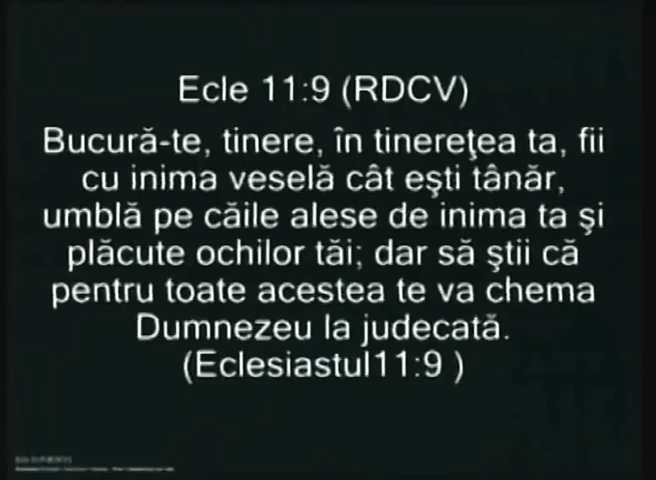 Ecle 11:9 (RDCV)
Bucură-te, tinere, în tinereţea ta, fii
cu inima veselă cât eşti tânăr,
umblă pe căile alese de inima ta şi
plăcute ochilor tăi; dar să ştii că
pentru toate acestea te va chema
Dumnezeu la judecată.
(Eclesiastul11:9 )